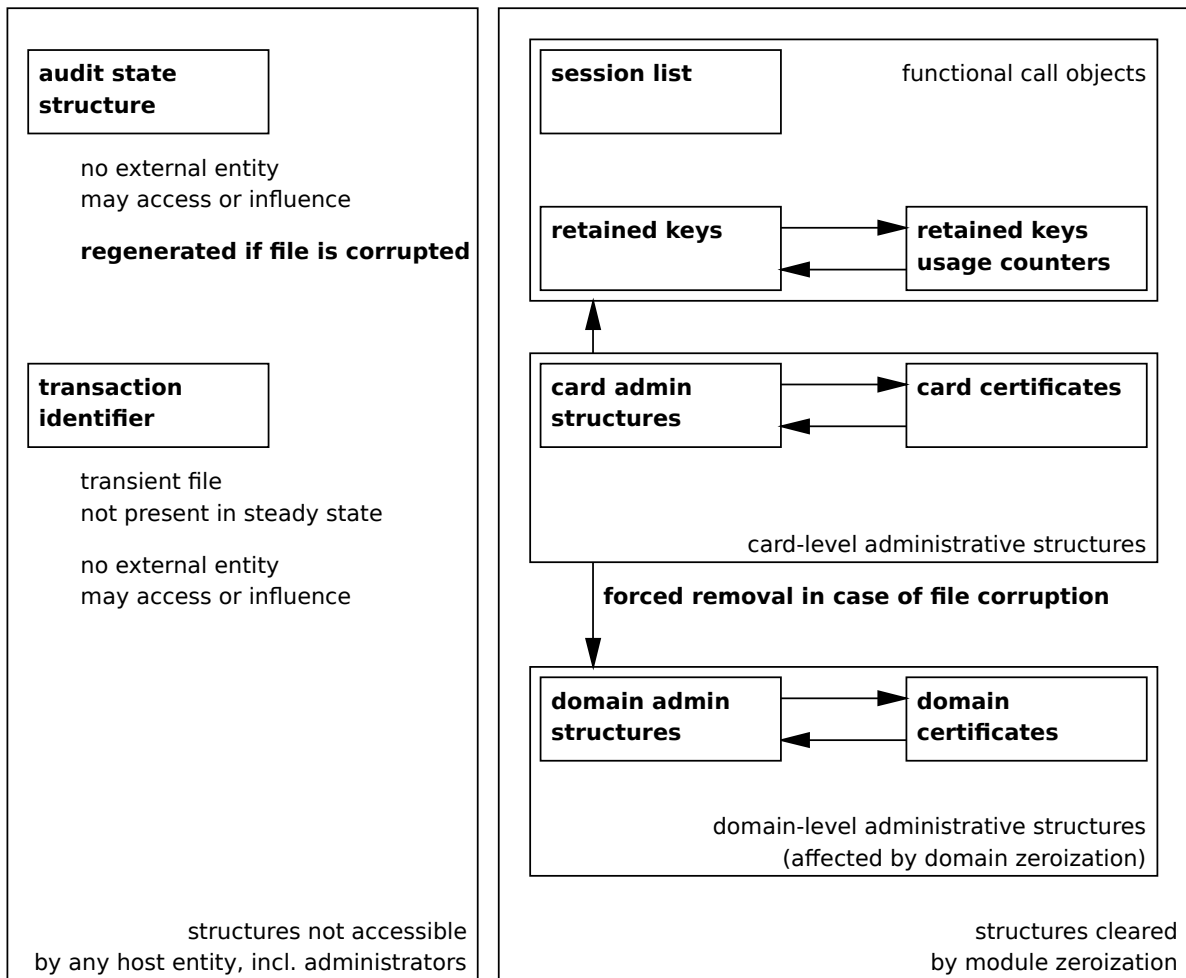 audit state
structure
no external entity
may access or influence
regenerated if file is corrupted
transaction
identifier
transient file
not present in steady state
no external entity
may access or influence
structures not accessible
by any host entity, incl. administrators
session list
functional call objects
retained keys
retained keys
usage counters
card admin
structures
card certificates
card-level administrative structures
forced removal in case of file corruption
domain admin
structures
domain
certificates
domain-level administrative structures
(affected by domain zeroization)
structures cleared
by module zeroization